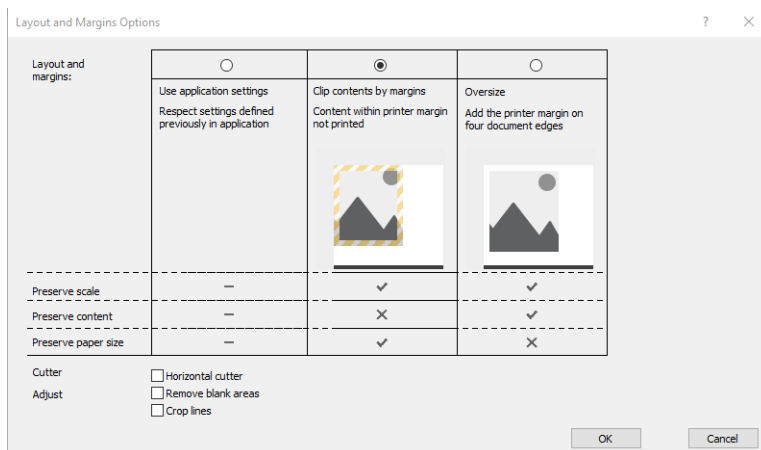 Layout and Margins Options
?
Layout and
margins:
Use application settings
Respect settings defined
previously in application
Clip contents by margins
Content within printer margin
not printed
Oversize
Add the printer margin on
four document edges
Preserve scale
Preserve content
Preserve paper size
Cutter
Horizontal cutter
Adjust
Remove blank areas
Crop lines
OK
Cancel